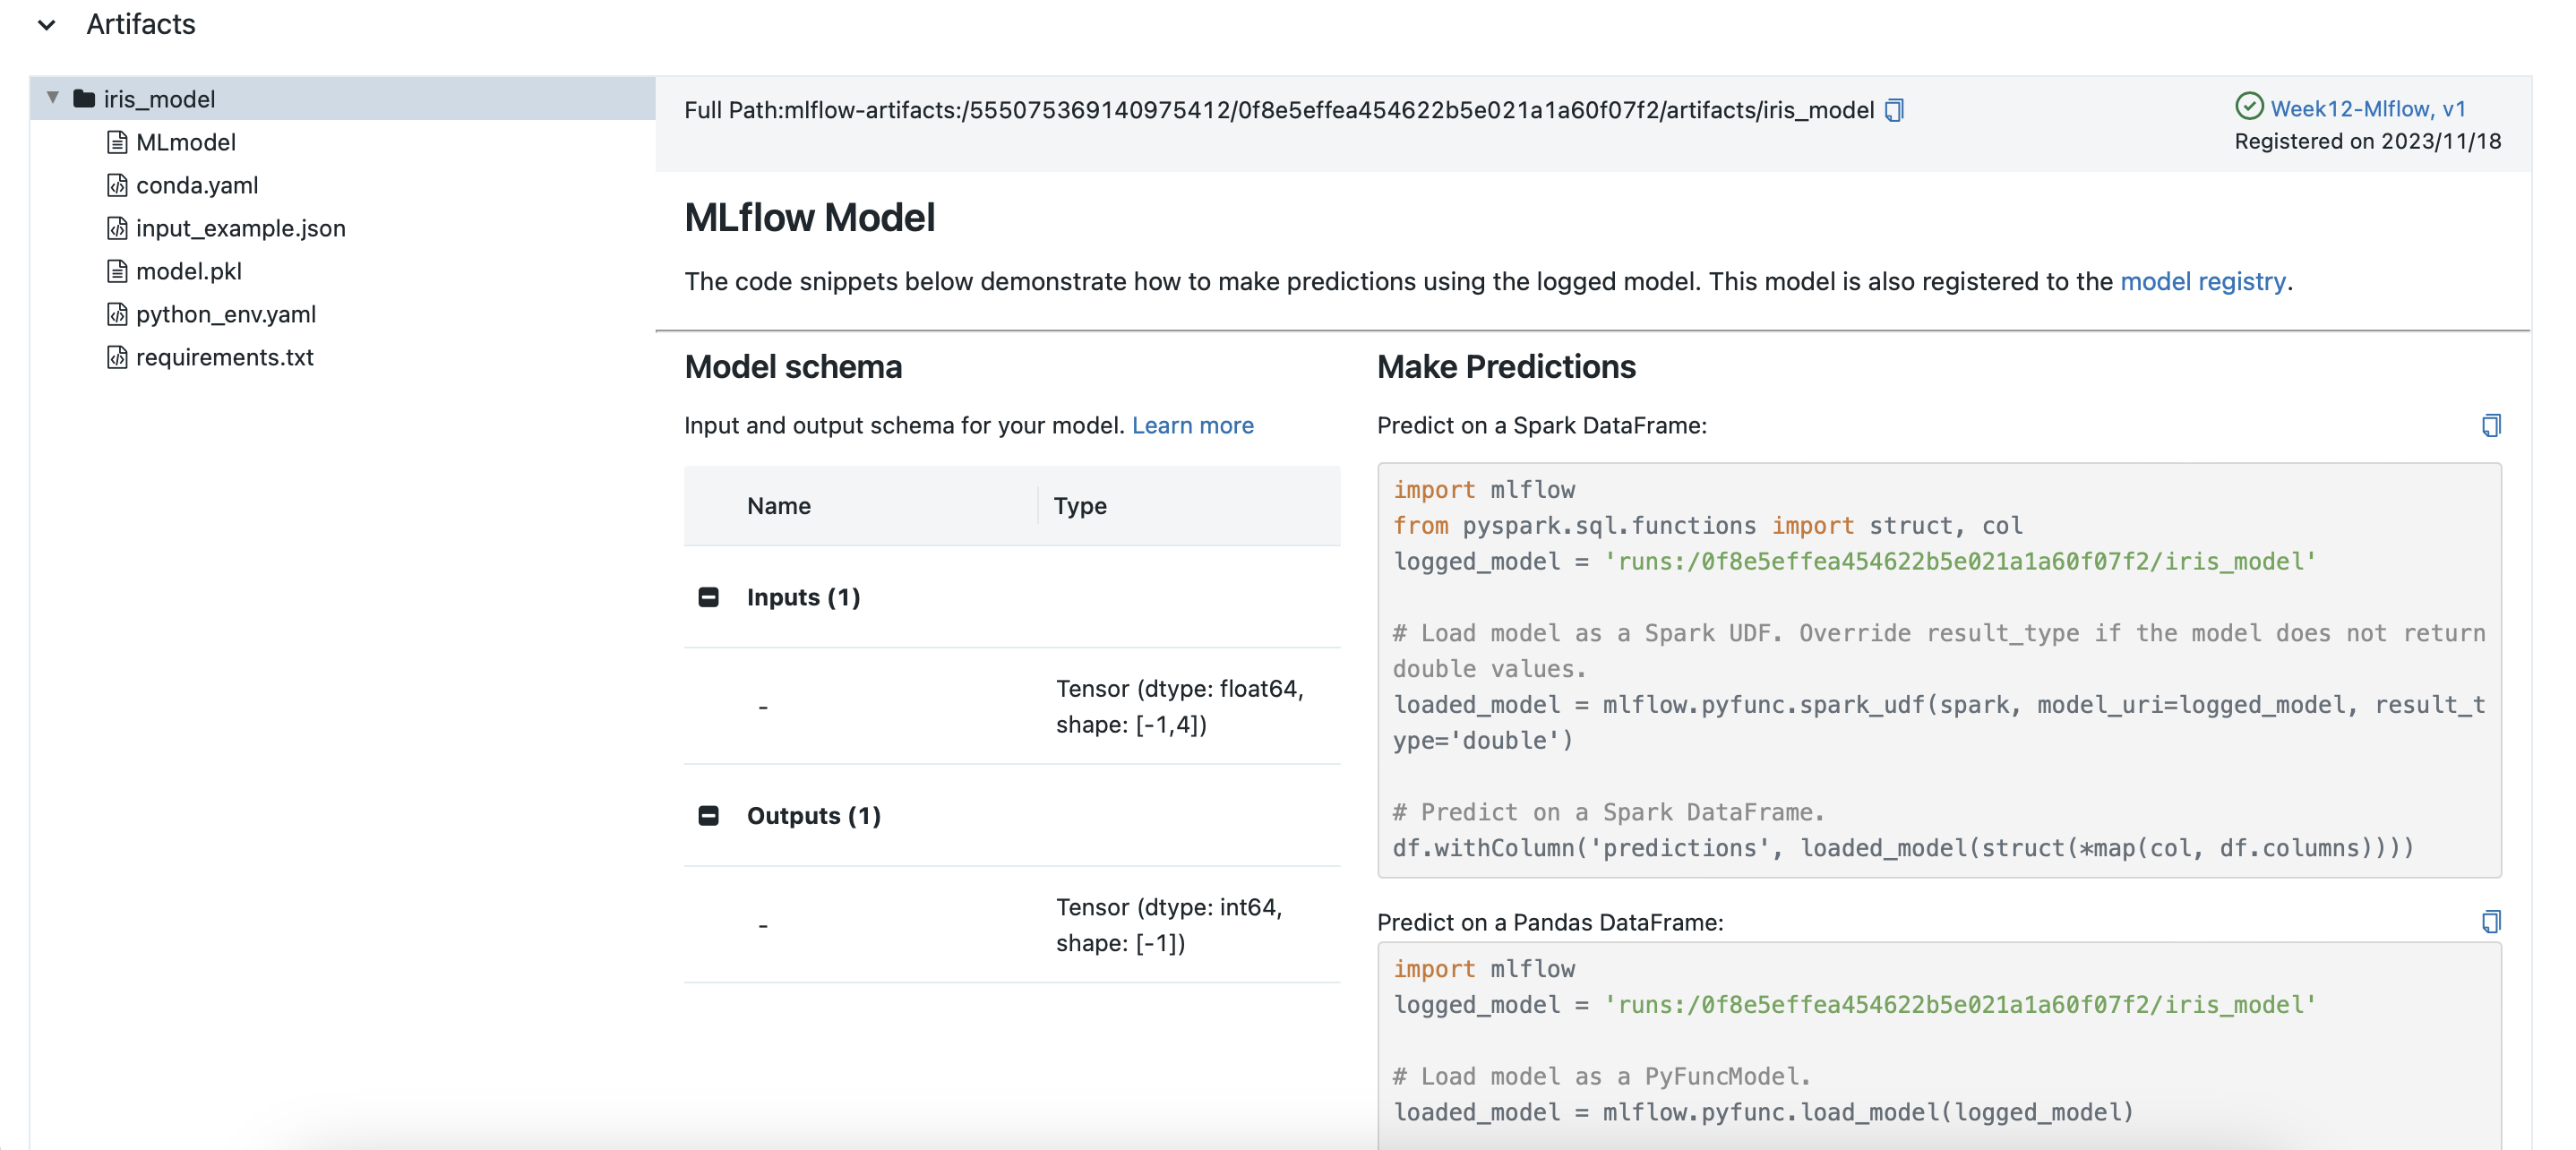 Artifacts
iris_model
MLmodel
conda.yaml
input_example.json
model.pkl
python_env.yaml
requirements.txt
Full Path:mlflow-artifacts:/555075369140975412/0f8e5effea454622b5e021a1a60f07f2/artifacts/iris_model
Week12-Mlflow, v1
Registered on 2023/11/18
MLflow Model
The code snippets below demonstrate how to make predictions using the logged model. This model is also registered to the model registry.
Model schema
Input and output schema for your model. Learn more
Name Type
Inputs (1)
- Tensor (dtype: float64,
shape: [-1,4])
Outputs (1)
- Tensor (dtype: int64,
shape: [-1])
Make Predictions
Predict on a Spark DataFrame:
import mlflow
from pyspark.sql.functions import struct, col
logged_model = 'runs:/0f8e5effea454622b5e021a1a60f07f2/iris_model'
# Load model as a Spark UDF. Override result_type if the model does not return
double values.
loaded_model = mlflow.pyfunc.spark_udf(spark, model_uri=logged_model, result_t
ype='double')
# Predict on a Spark DataFrame.
df.withColumn('predictions', loaded_model(struct(*map(col, df.columns))))
Predict on a Pandas DataFrame:
import mlflow
logged_model = 'runs:/0f8e5effea454622b5e021a1a60f07f2/iris_model'
# Load model as a PyFuncModel.
loaded_model = mlflow.pyfunc.load_model(logged_model)